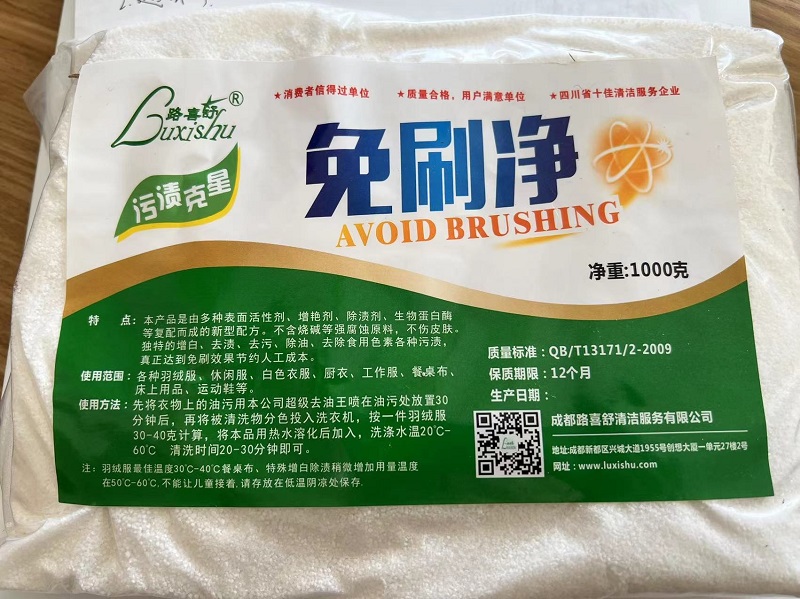 ★消费者信得过单位 ★质量合格，用户满意单位 ★四川省十佳清洁服务企业
路喜舒®
Luxishu
污渍克星
免刷净
AVOID BRUSHING
净重:1000克
特 点：本产品是由多种表面活性剂、增艳剂、除渍剂、生物蛋白酶
等复配而成的新型配方。不含烧碱等强腐蚀原料，不伤皮肤。
独特的增白、去渍、去污、除油、去除食用色素各种污渍，
真正达到免刷效果节约人工成本。
使用范围：各种羽绒服、休闲服、白色衣服、厨衣、工作服、餐桌布、
床上用品、运动鞋等。
使用方法：先将衣物上的油污用本公司超级去油王喷在油污处放置30
分钟后，再将被清洗物分色投入洗衣机，按一件羽绒服
30-40克计算，将本品用热水溶化后加入，洗涤水温20℃-
60℃ 清洗时间20-30分钟即可。
注：羽绒服最佳温度30℃-40℃餐桌布、特殊增白除渍稍微增加用量温度
在50℃-60℃,不能让儿童接着,请存放在低温阴凉处保存.
质量标准：QB/T13171/2-2009
保质期限：12个月
生产日期：
成都路喜舒清洁服务有限公司
地址:成都新都区兴城大道1955号创想大厦一单元27楼2号
网址：www.luxishu.com